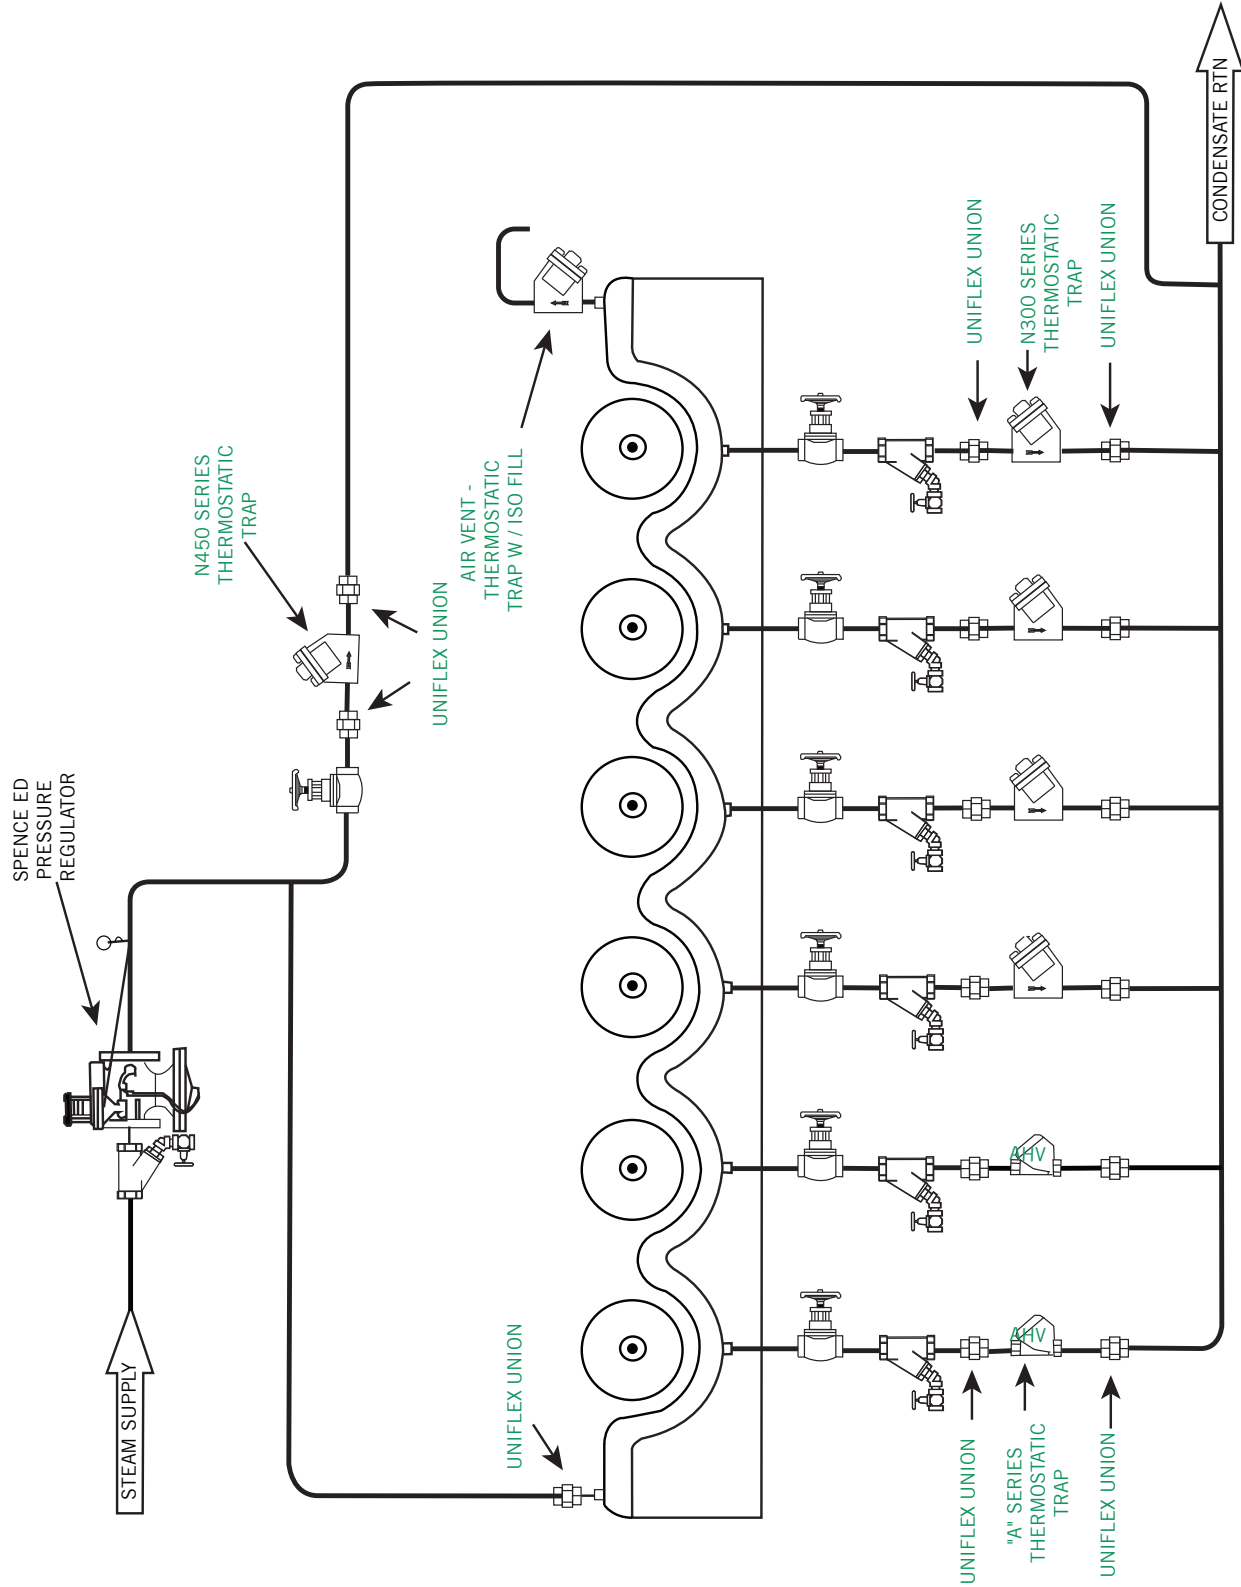 STEAM SUPPLY
SPENCE ED
PRESSURE
REGULATOR
N450 SERIES
THERMOSTATIC
TRAP
UNIFLEX UNION
AIR VENT -
THERMOSTATIC
TRAP W / ISO FILL
UNIFLEX UNION
UNIFLEX UNION
"A" SERIES
THERMOSTATIC
TRAP
UNIFLEX UNION
AHV
AHV
UNIFLEX UNION
N300 SERIES
THERMOSTATIC
TRAP
UNIFLEX UNION
CONDENSATE RTN